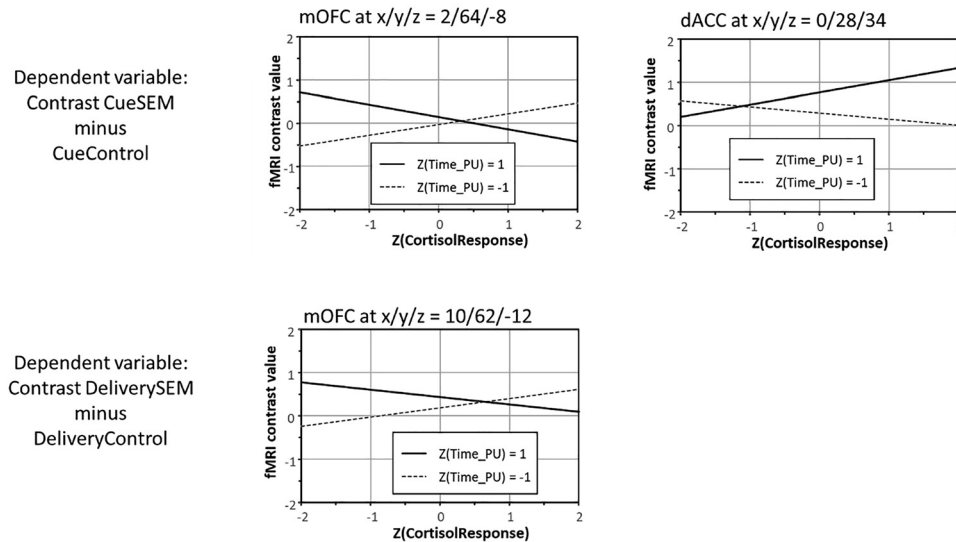 mOFC at x/y/z = 2/64/-8
dACC at x/y/z = 0/28/34
Dependent variable:
Contrast CueSEM
minus
CueControl
fMRI contrast value
2
1
0
-1
-2
Z(Time_PU) = 1
Z(Time_PU) = -1
-2
-1
0
1
2
Z(CortisolResponse)
fMRI contrast value
2
1
0
-1
-2
Z(Time_PU) = 1
Z(Time_PU) = -1
-2
-1
0
1
Z(CortisolResponse)
mOFC at x/y/z = 10/62/-12
Dependent variable:
Contrast DeliverySEM
minus
DeliveryControl
fMRI contrast value
2
1
0
-1
-2
Z(Time_PU) = 1
Z(Time_PU) = -1
-2
-1
0
1
2
Z(CortisolResponse)